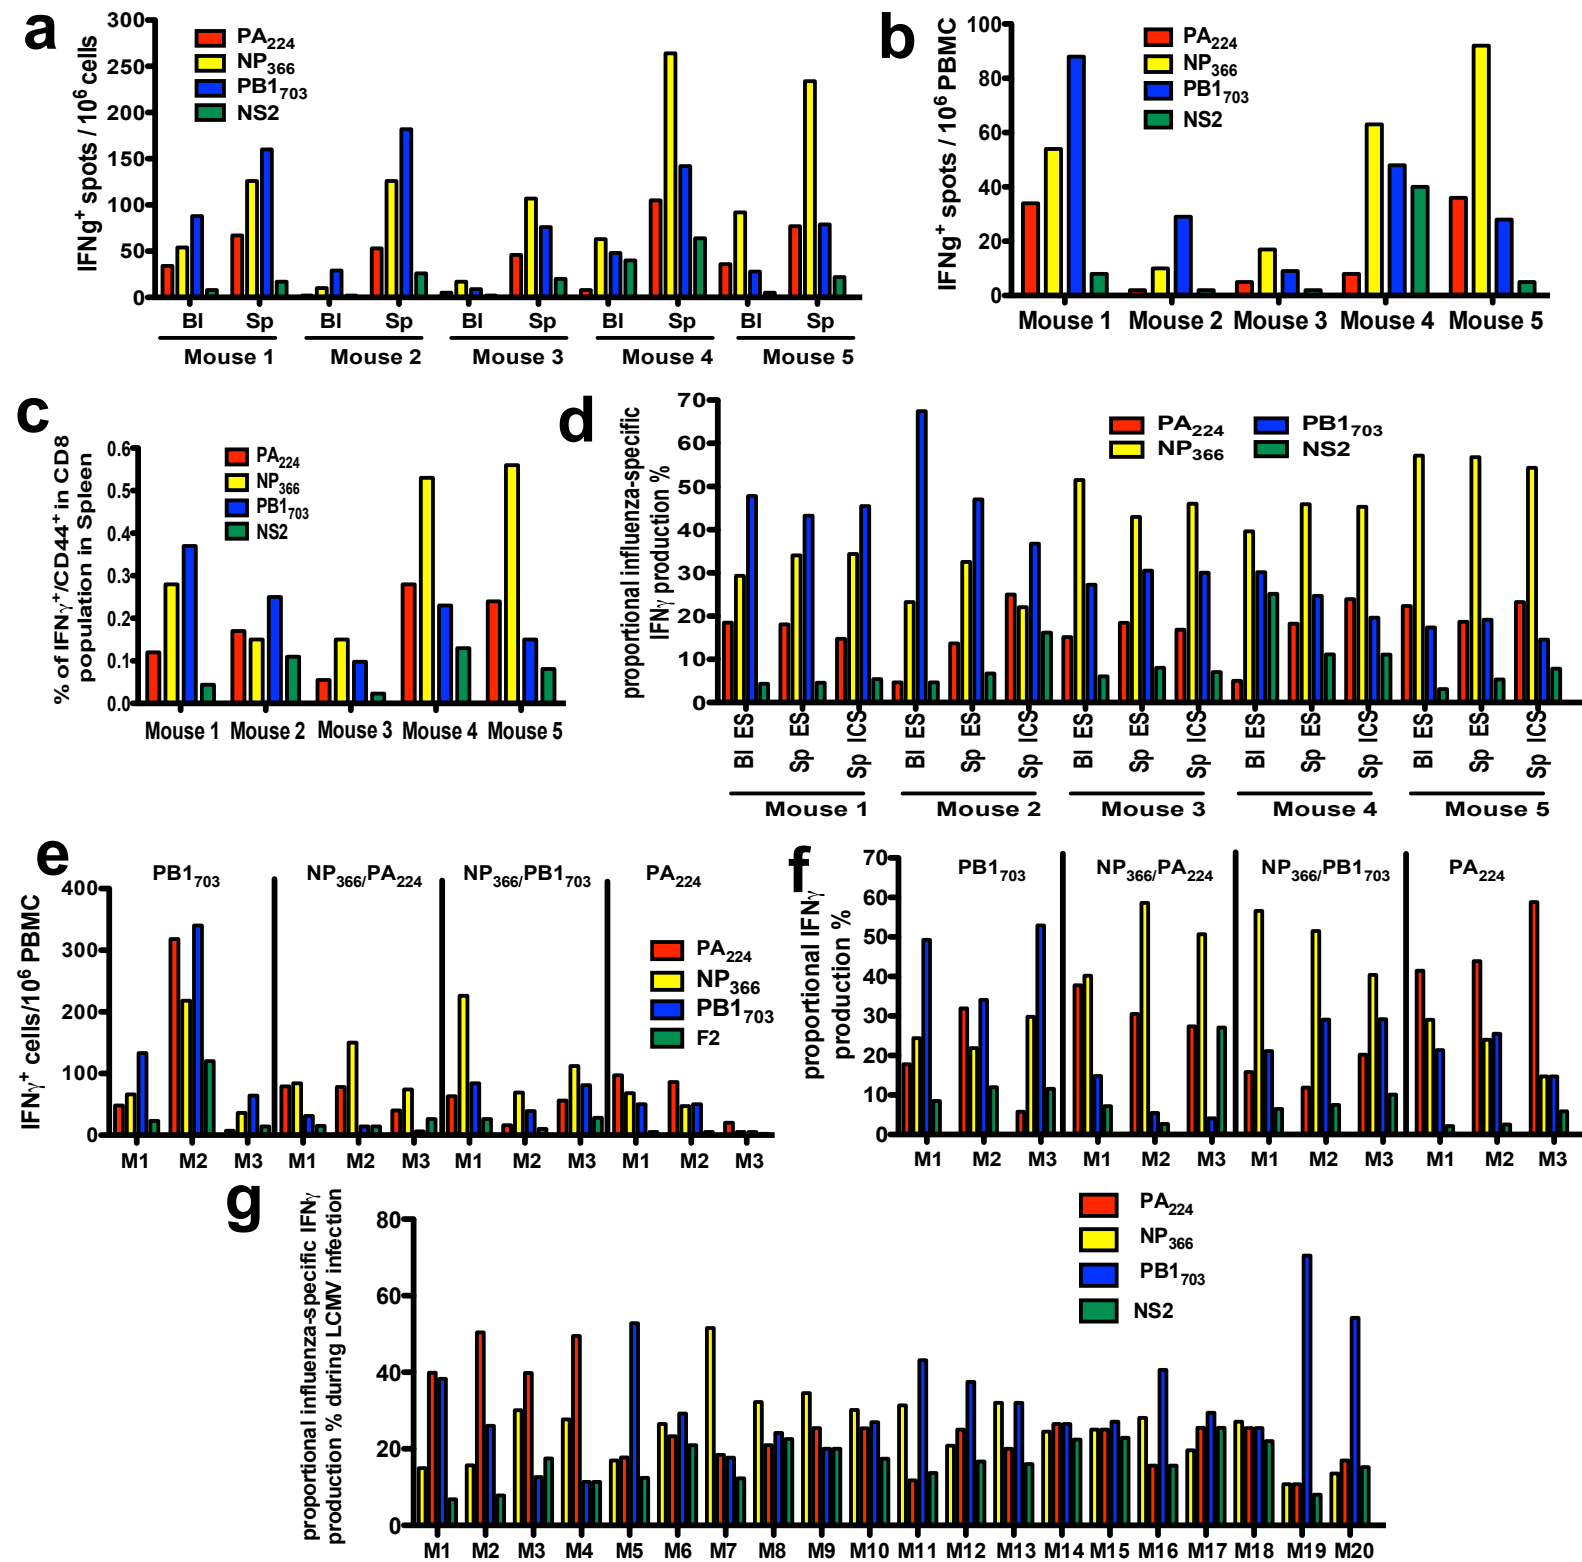 a
IFNg+ spots / 10^6 cells
300
250
200
150
100
50
0
PA224
NP366
PB1703
NS2
Bl Sp Bl Sp Bl Sp Bl Sp Bl Sp
Mouse 1 Mouse 2 Mouse 3 Mouse 4 Mouse 5
b
IFNg+ spots / 10^6 PBMC
100
80
60
40
20
0
PA224
NP366
PB1703
NS2
Mouse 1 Mouse 2 Mouse 3 Mouse 4 Mouse 5
c
% of IFNγ+/CD44+ in CD8
population in Spleen
0.6
0.5
0.4
0.3
0.2
0.1
0.0
PA224
NP366
PB1703
NS2
Mouse 1 Mouse 2 Mouse 3 Mouse 4 Mouse 5
d
proportional influenza-specific
IFNγ production %
70
60
50
40
30
20
10
0
PA224 PB1703
NP366 NS2
Bl ES Sp ES Sp ICS Bl ES Sp ES Sp ICS Bl ES Sp ES Sp ICS Bl ES Sp ES Sp ICS Bl ES Sp ES Sp ICS
Mouse 1 Mouse 2 Mouse 3 Mouse 4 Mouse 5
e
IFNγ+ cells/10^6 PBMC
400
300
200
100
0
PB1703 NP366/PA224 NP366/PB1703 PA224
PA224
NP366
PB1703
F2
M1 M2 M3 M1 M2 M3 M1 M2 M3 M1 M2 M3
f
proportional IFNγ
production %
70
60
50
40
30
20
10
0
PB1703 NP366/PA224 NP366/PB1703 PA224
M1 M2 M3 M1 M2 M3 M1 M2 M3 M1 M2 M3
g
proportional influenza-specific IFNγ
production % during LCMV infection
80
60
40
20
0
PA224
NP366
PB1703
NS2
M1 M2 M3 M4 M5 M6 M7 M8 M9 M10 M11 M12 M13 M14 M15 M16 M17 M18 M19 M20